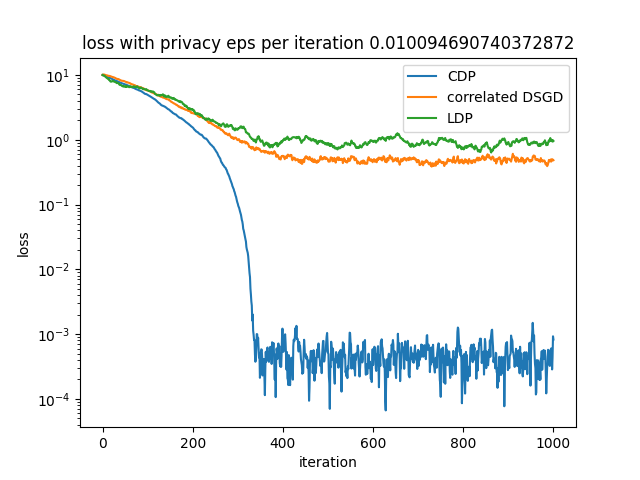 loss with privacy eps per iteration 0.010094690740372872
CDP
correlated DSGD
LDP
loss
10¹
10⁰
10⁻¹
10⁻²
10⁻³
10⁻⁴
0 200 400 600 800 1000
iteration